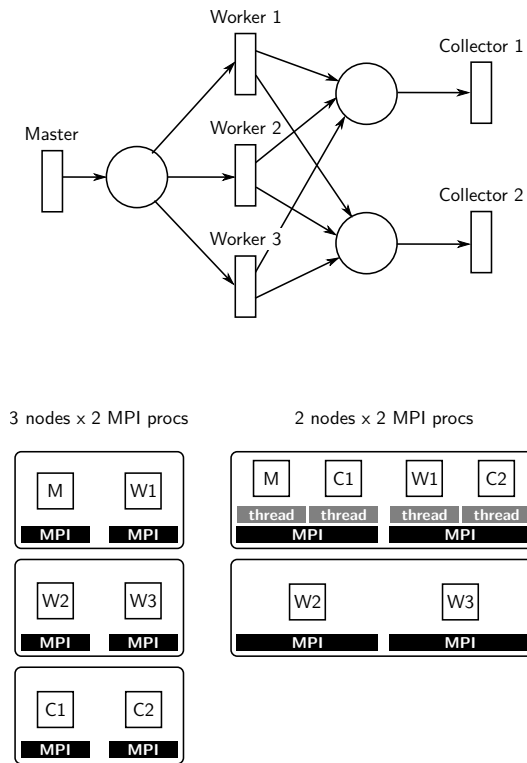 Worker 1
Collector 1
Worker 2
Master
Collector 2
Worker 3
3 nodes x 2 MPI procs
M W1
MPI MPI
W2 W3
MPI MPI
C1 C2
MPI MPI
2 nodes x 2 MPI procs
M C1 W1 C2
thread thread thread thread
MPI MPI
W2 W3
MPI MPI